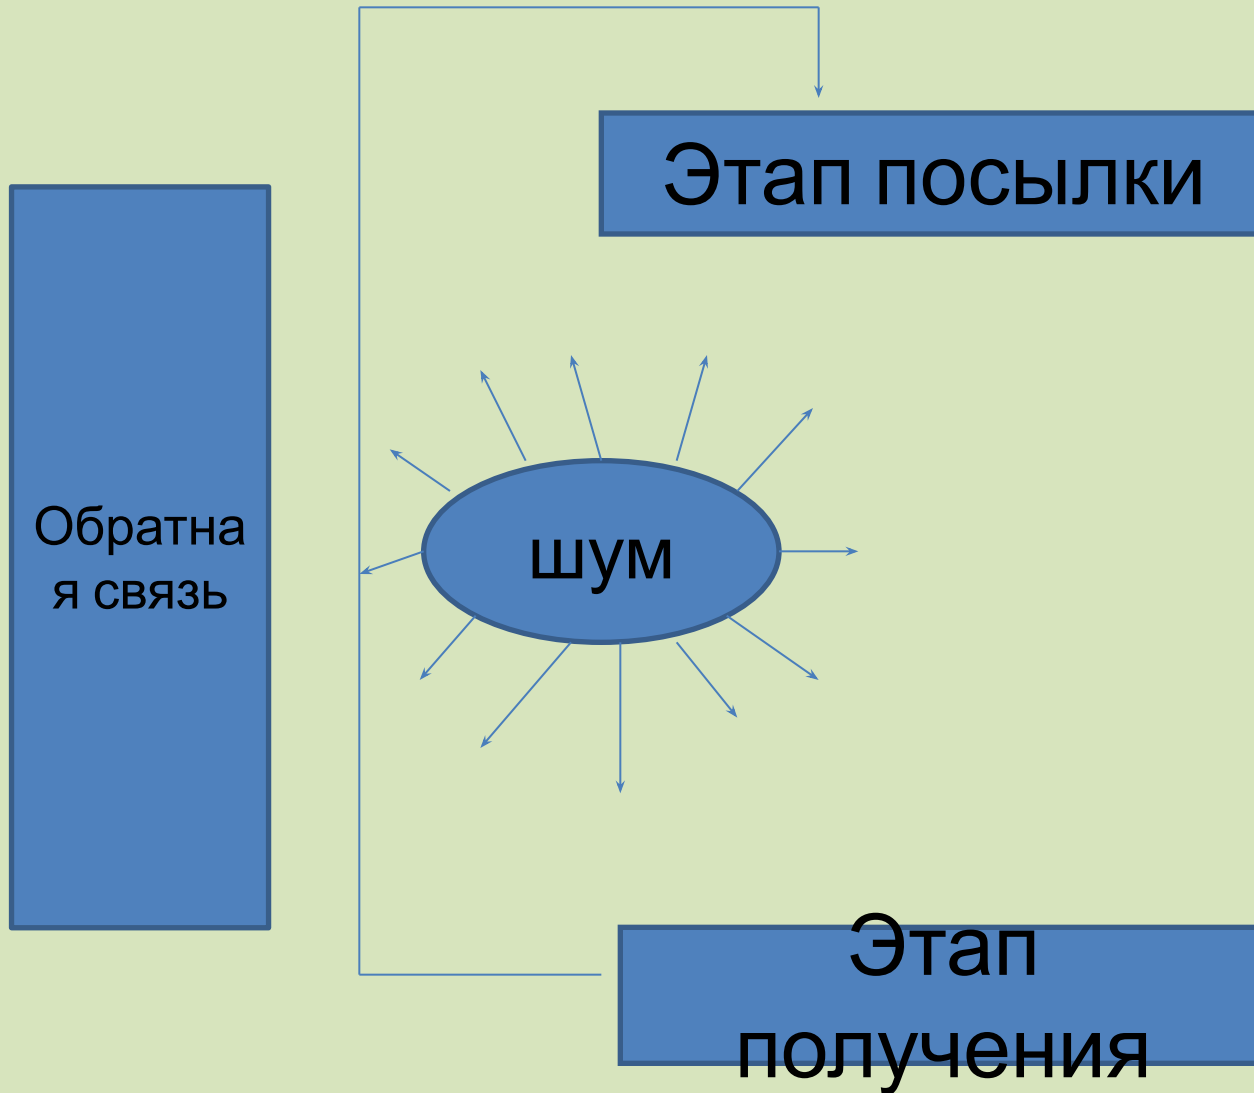 Этап посылки
Обратна
я связь
шум
Этап
получения